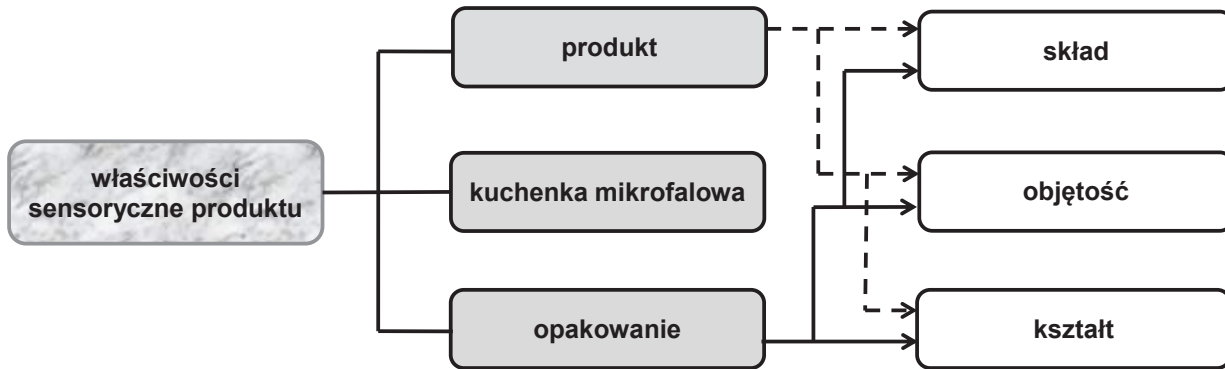 produkt
skład
właściwości
sensoryczne produktu
kuchenka mikrofalowa
objętość
opakowanie
kształt